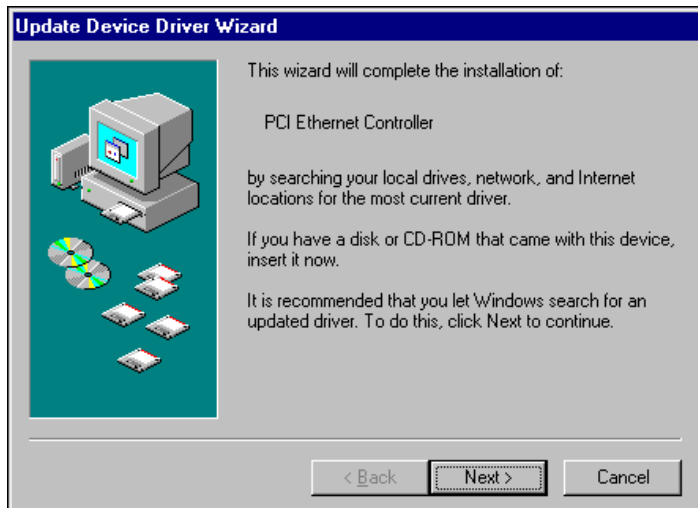 Update Device Driver Wizard
This wizard will complete the installation of:
PCI Ethernet Controller
by searching your local drives, network, and Internet
locations for the most current driver.
If you have a disk or CD-ROM that came with this device,
insert it now.
It is recommended that you let Windows search for an
updated driver. To do this, click Next to continue.
< Back Next > Cancel